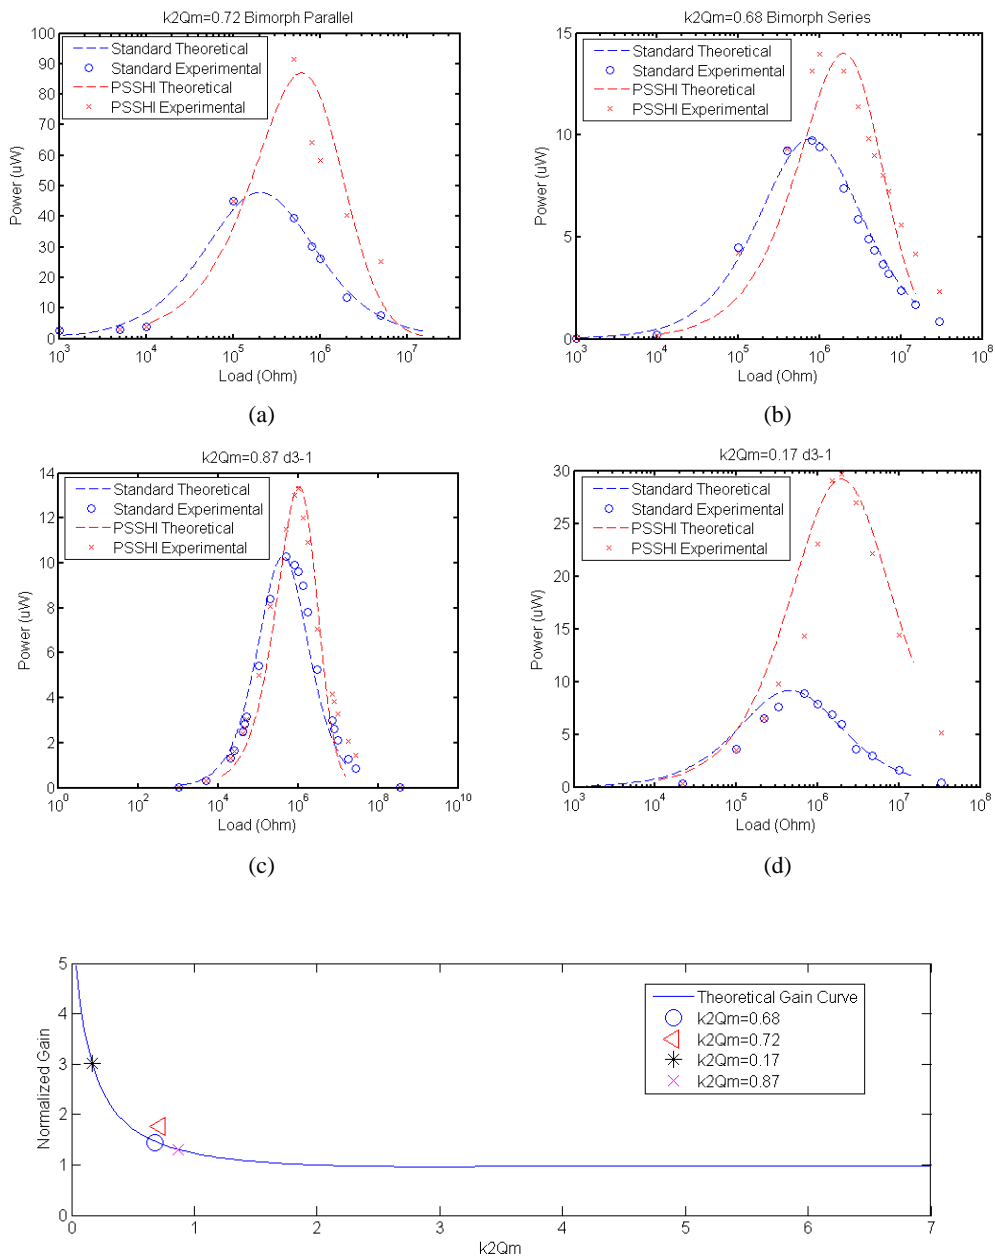 k2Qm=0.72 Bimorph Parallel
100
90
80
70
60
50
40
30
20
10
0
Power (uW)
Standard Theoretical
Standard Experimental
PSSHI Theoretical
PSSHI Experimental
10^3 10^4 10^5 10^6 10^7
Load (Ohm)
(a)
k2Qm=0.68 Bimorph Series
15
10
5
0
Power (uW)
Standard Theoretical
Standard Experimental
PSSHI Theoretical
PSSHI Experimental
10^3 10^4 10^5 10^6 10^7 10^8
Load (Ohm)
(b)
k2Qm=0.87 d3-1
14
12
10
8
6
4
2
0
Power (uW)
Standard Theoretical
Standard Experimental
PSSHI Theoretical
PSSHI Experimental
10^0 10^2 10^4 10^6 10^8 10^10
Load (Ohm)
(c)
k2Qm=0.17 d3-1
30
25
20
15
10
5
0
Power (uW)
Standard Theoretical
Standard Experimental
PSSHI Theoretical
PSSHI Experimental
10^3 10^4 10^5 10^6 10^7 10^8
Load (Ohm)
(d)
5
4
3
2
1
0
Normalized Gain
Theoretical Gain Curve
k2Qm=0.68
k2Qm=0.72
k2Qm=0.17
k2Qm=0.87
0 1 2 3 4 5 6 7
k2Qm